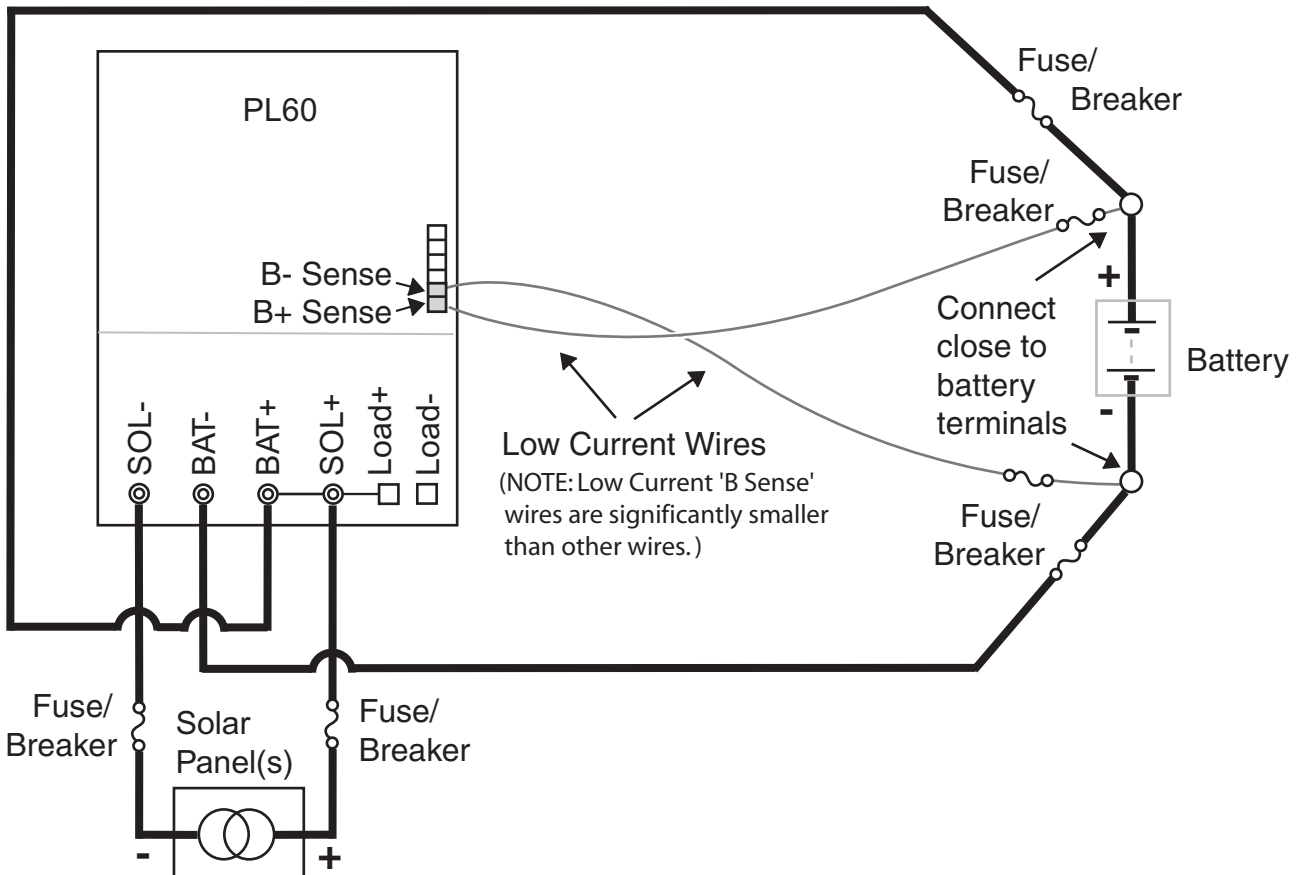 Fuse/
Breaker
PL60
Fuse/
Breaker
B- Sense
B+ Sense
+
Connect
close to
battery
terminals
Battery
-
SOL-
BAT-
BAT+
SOL+
Load+
Load-
Low Current Wires
(NOTE: Low Current 'B Sense'
wires are significantly smaller
than other wires.)
Fuse/
Breaker
Fuse/
Breaker
Solar
Panel(s)
Fuse/
Breaker
-
+